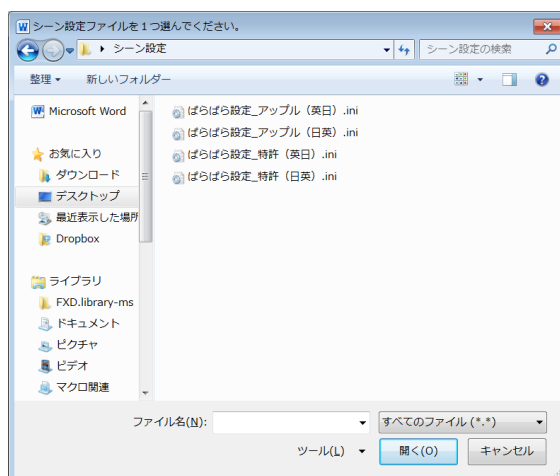 シーン設定ファイルを１つ選んでください。
シーン設定
シーン設定の検索
整理
新しいフォルダー
Microsoft Word
お気に入り
ダウンロード
デスクトップ
最近表示した場所
Dropbox
ライブラリ
FXD.library-ms
ドキュメント
ピクチャ
ビデオ
マクロ関連
ぱらぱら設定_アップル（英日）.ini
ぱらぱら設定_アップル（日英）.ini
ぱらぱら設定_特許（英日）.ini
ぱらぱら設定_特許（日英）.ini
ファイル名(N):
すべてのファイル (*.*)
ツール(L)
開く(O)
キャンセル